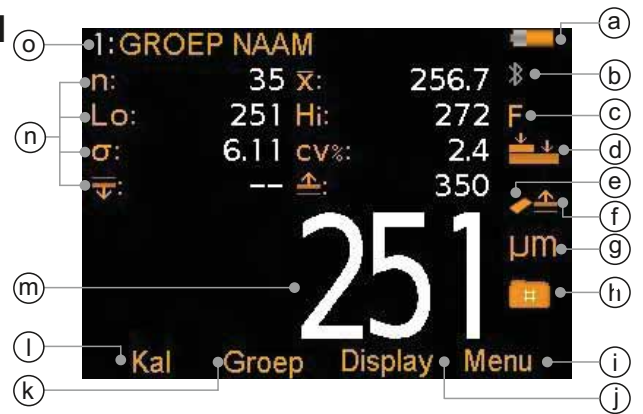 1:GROEP NAAM
n: 35 x̅: 256.7
Lo: 251 Hi: 272 F
σ: 6.11 cv%: 2.4
: -- : 350
µm
251
#
Kal Groep Display Menu
a
b
c
d
e
f
g
h
i
j
k
l
m
n
o